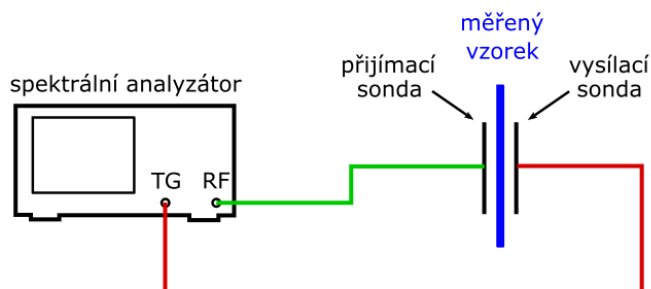 měřený
vzorek
přijímací
sonda
vysílací
sonda
spektrální analyzátor
TG RF